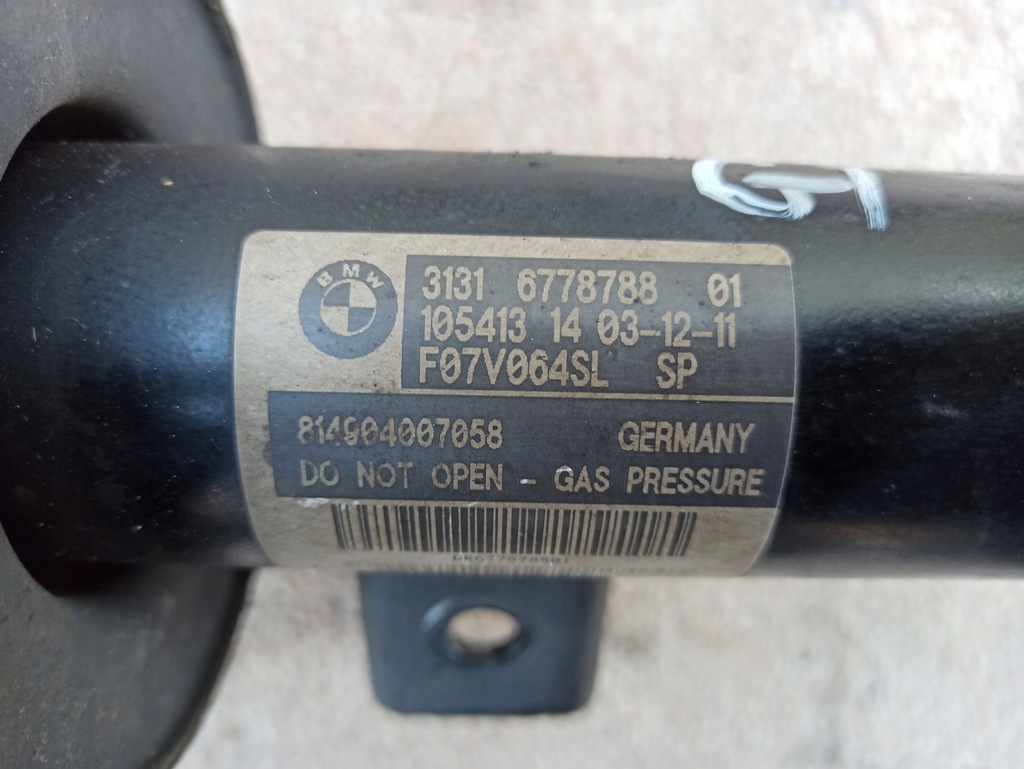 BMW
3131 6778788 01
105413 14 03-12-11
F07V064SL SP
814904007058 GERMANY
DO NOT OPEN - GAS PRESSURE